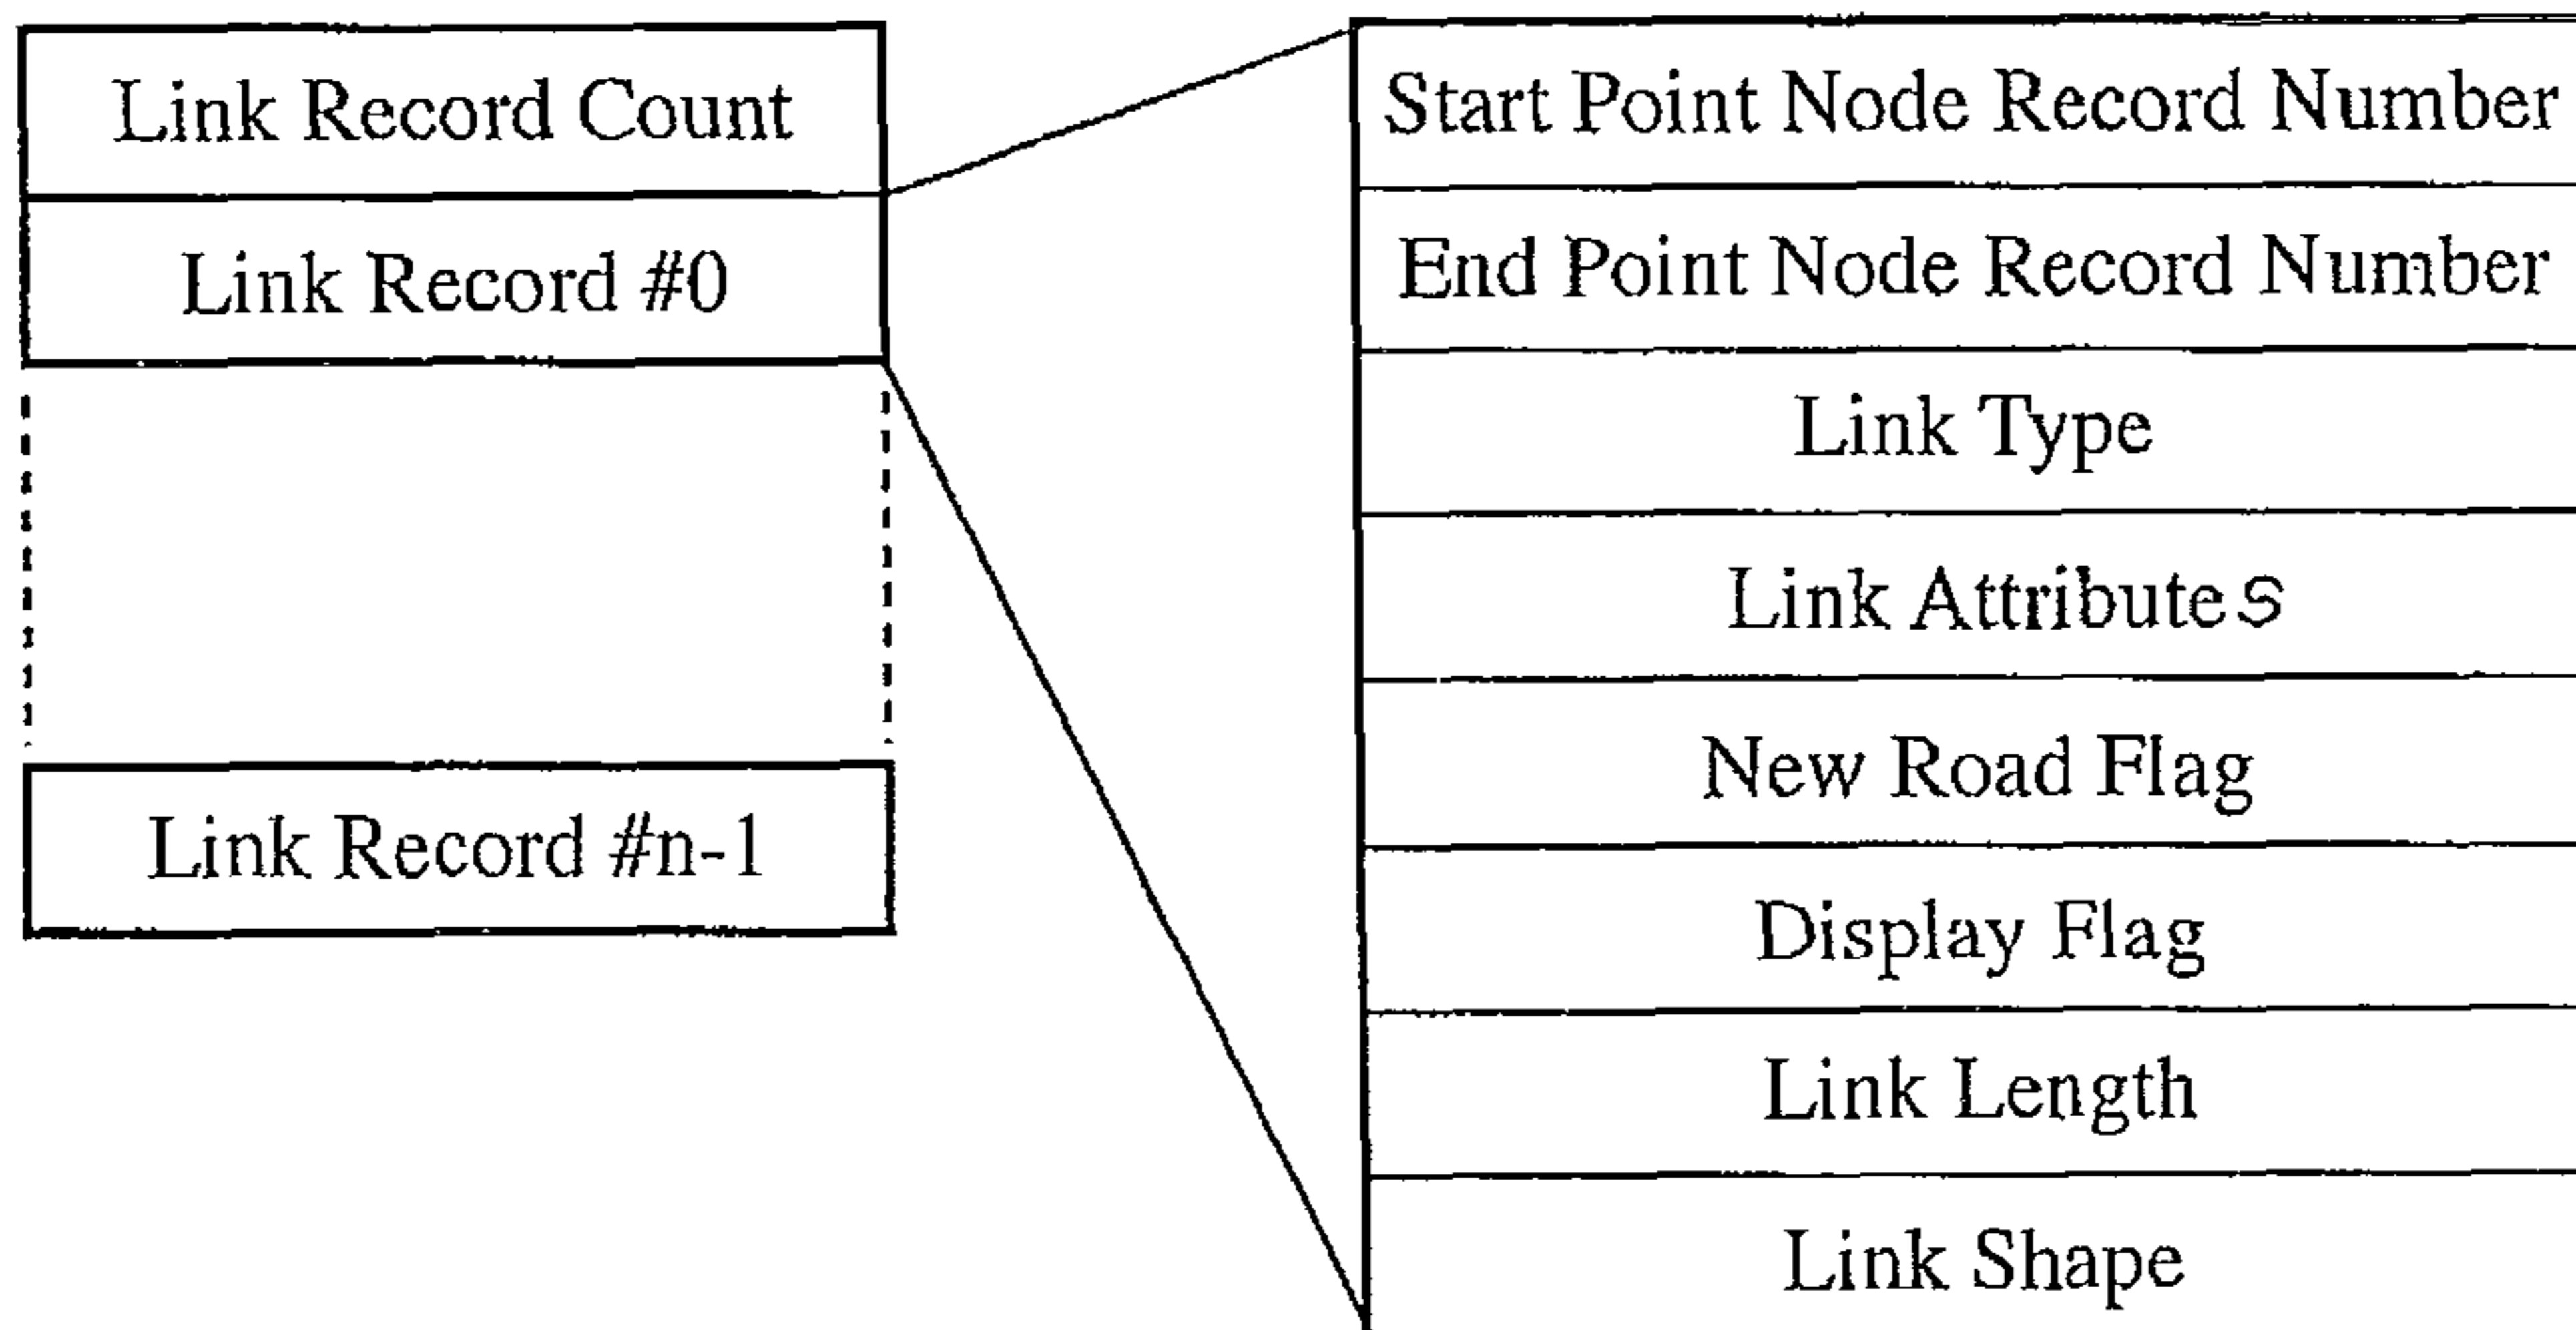 Link Record Count
Link Record #0
Link Record #n-1
Start Point Node Record Number
End Point Node Record Number
Link Type
Link Attributes
New Road Flag
Display Flag
Link Length
Link Shape